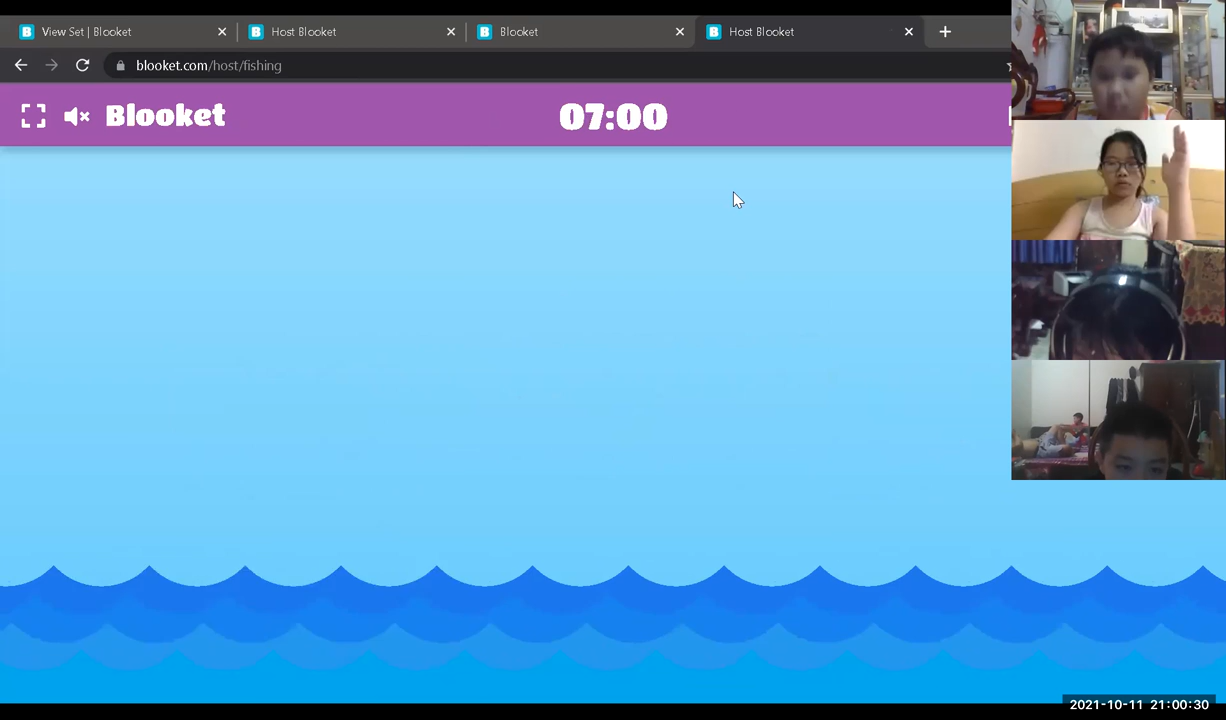 View Set | Blooket
Host Blooket
Blooket
Host Blooket
blooket.com/host/fishing
Blooket
07:00
2021-10-11 21:00:30